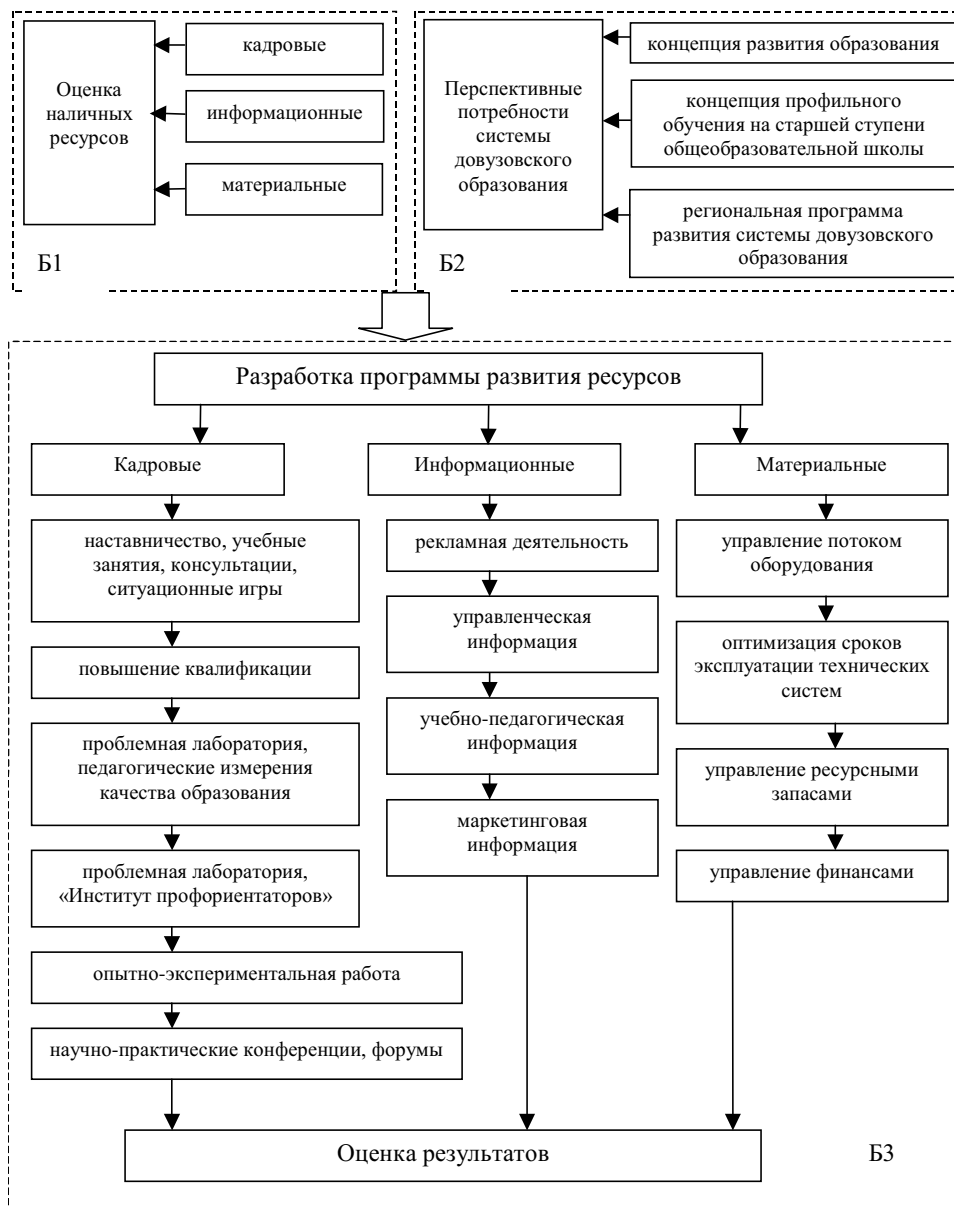 Оценка
наличных
ресурсов
кадровые
информационные
материальные
Б1
Перспективные
потребности
системы
довузовского
образования
концепция развития образования
концепция профильного
обучения на старшей ступени
общеобразовательной школы
региональная программа
развития системы довузовского
образования
Б2
Разработка программы развития ресурсов
Кадровые
наставничество, учебные
занятия, консультации,
ситуационные игры
повышение квалификации
проблемная лаборатория,
педагогические измерения
качества образования
проблемная лаборатория,
«Институт профориентаторов»
опытно-экспериментальная работа
научно-практические конференции, форумы
Информационные
рекламная деятельность
управленческая
информация
учебно-педагогическая
информация
маркетинговая
информация
Материальные
управление потоком
оборудования
оптимизация сроков
эксплуатации технических
систем
управление ресурсными
запасами
управление финансами
Оценка результатов
Б3